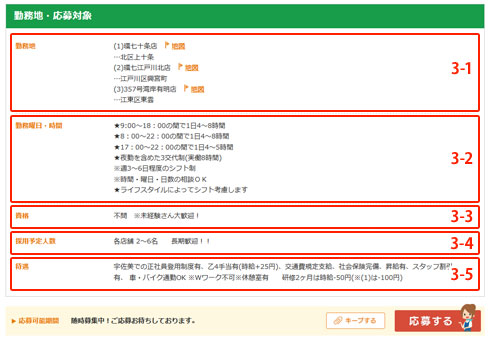 勤務地・応募対象
勤務地
(1)環七十条店 地図
…北区上十条
(2)環七江戸川北店 地図
…江戸川区興宮町
(3)357号湾岸有明店 地図
…江東区東雲
3-1
勤務曜日・時間
★9:00～18：00の間で1日4～8時間
★8：00～22：00の間で1日4～8時間
★17：00～22：00の間で1日4～5時間
★夜勤を含めた3交代制(実働8時間)
※週3～6日程度のシフト制
※時間・曜日・日数の相談ＯＫ
★ライフスタイルによってシフト考慮します
3-2
資格
不問 ※未経験さん大歓迎！
3-3
採用予定人数
各店舗 2～6名 長期歓迎！！
3-4
待遇
宇佐美での正社員登用制度有、乙4手当有(時給+25円)、交通費規定支給、社会保険完備、昇給有、スタッフ割引
有、車・バイク通勤OK ※Wワーク不可※休憩室有 研修2ヶ月は時給-50円(※(1)は-100円)
3-5
応募可能期間
随時募集中！ご応募お待ちしております。
キープする
応募する